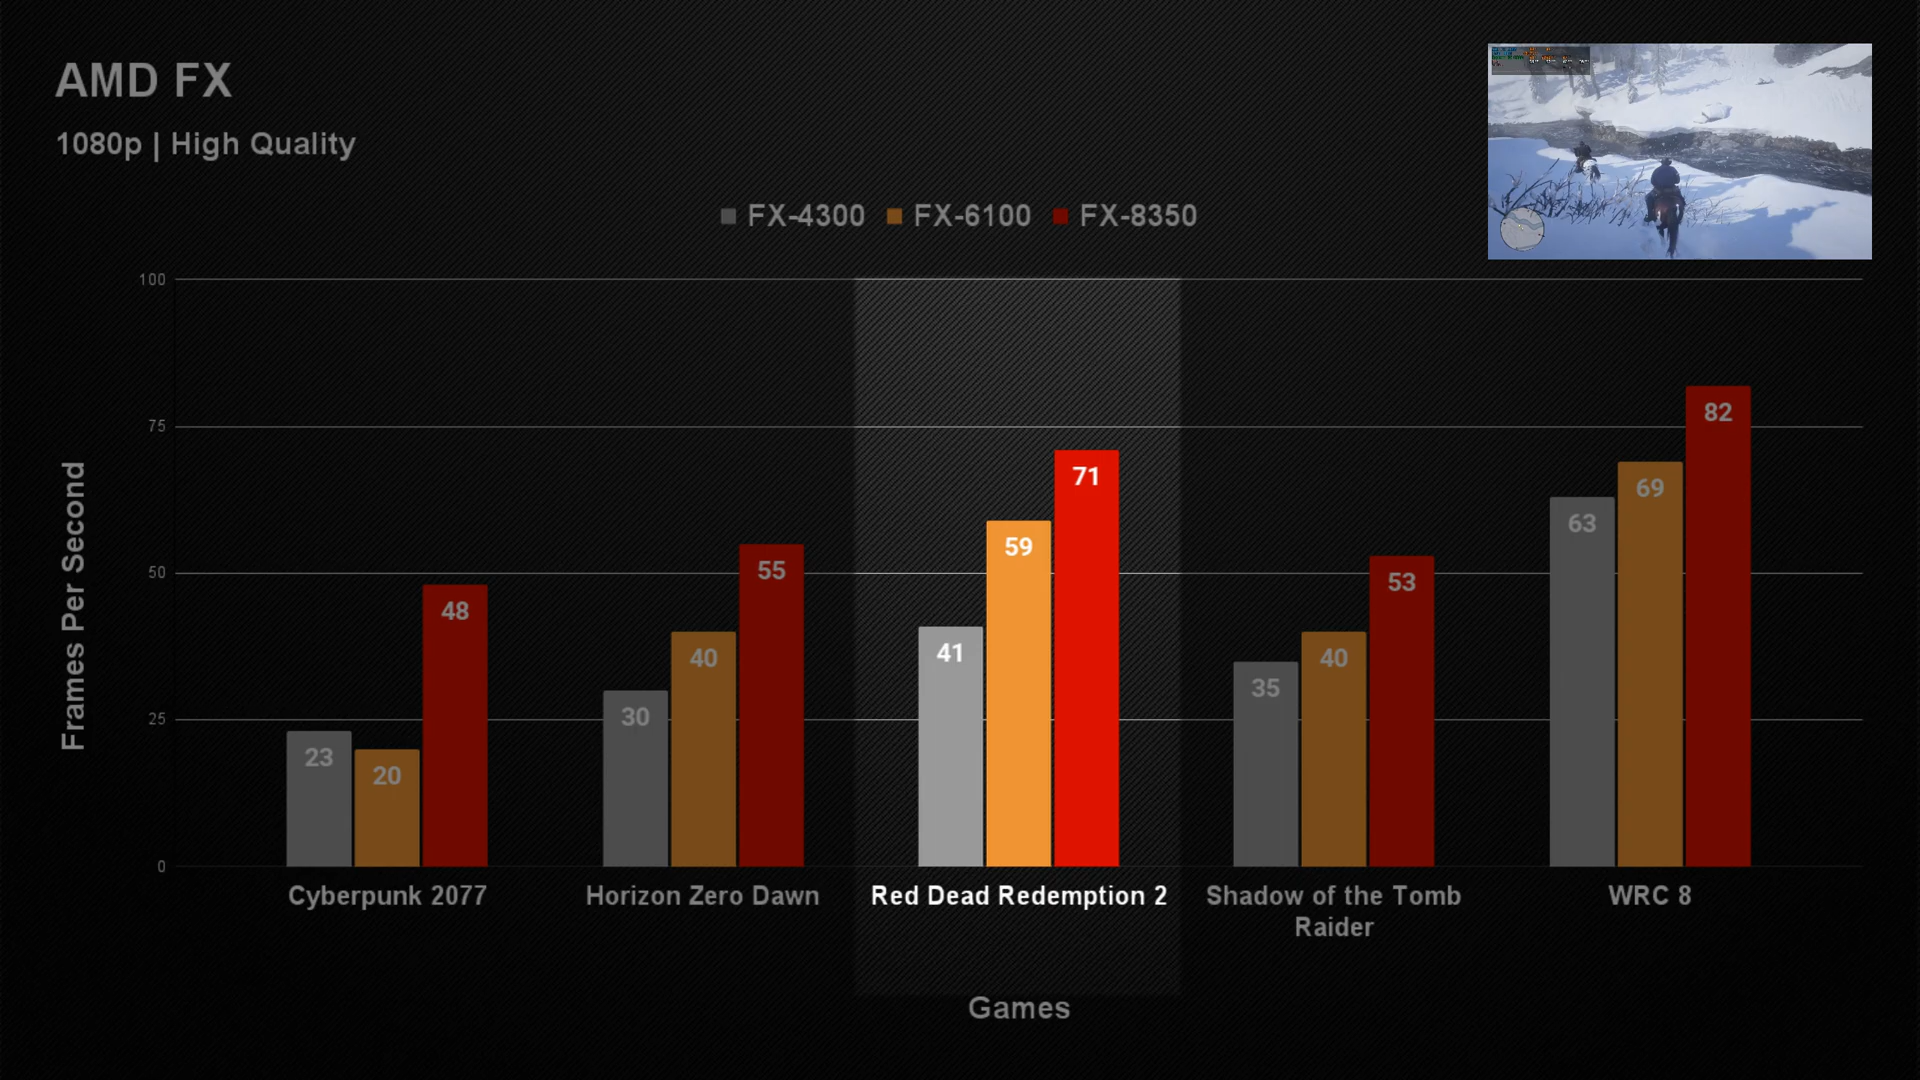 AMD FX
1080p | High Quality
FX-4300 FX-6100 FX-8350
100
75
50
25
0
Frames Per Second
23
20
48
30
40
55
41
59
71
35
40
53
63
69
82
Cyberpunk 2077
Horizon Zero Dawn
Red Dead Redemption 2
Shadow of the Tomb
Raider
WRC 8
Games